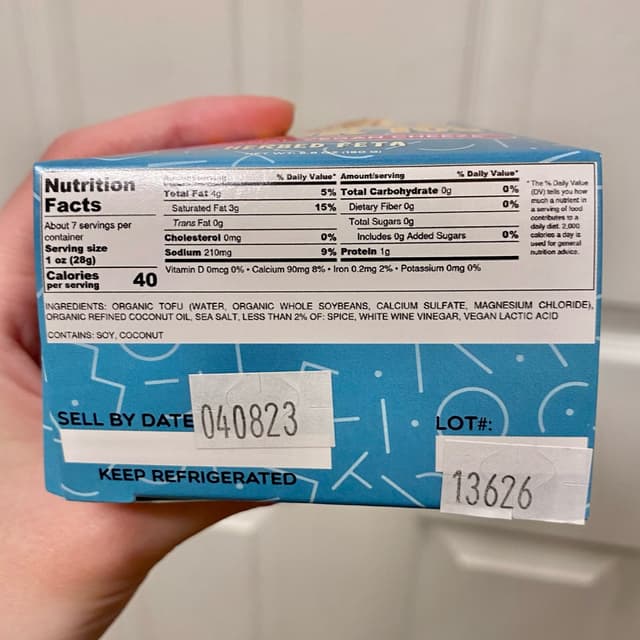 VEGAN CHEESE
HERBED FETA
Nutrition
Facts
About 7 servings per
container
Serving size
1 oz (28g)
Calories
per serving 40
Amount/serving % Daily Value*
Total Fat 4g 5%
Saturated Fat 3g 15%
Trans Fat 0g
Cholesterol 0mg 0%
Sodium 210mg 9%
Amount/serving % Daily Value*
Total Carbohydrate 0g 0%
Dietary Fiber 0g 0%
Total Sugars 0g
Includes 0g Added Sugars 0%
Protein 1g
Vitamin D 0mcg 0% • Calcium 90mg 8% • Iron 0.2mg 2% • Potassium 0mg 0%
*The % Daily Value
(DV) tells you how
much a nutrient in
a serving of food
contributes to a
daily diet. 2,000
calories a day is
used for general
nutrition advice.
INGREDIENTS: ORGANIC TOFU (WATER, ORGANIC WHOLE SOYBEANS, CALCIUM SULFATE, MAGNESIUM CHLORIDE),
ORGANIC REFINED COCONUT OIL, SEA SALT, LESS THAN 2% OF: SPICE, WHITE WINE VINEGAR, VEGAN LACTIC ACID
CONTAINS: SOY, COCONUT
SELL BY DATE 040823
KEEP REFRIGERATED
LOT#:
13626